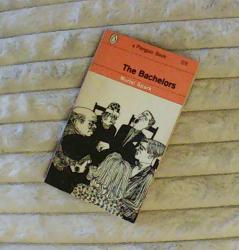 a Penguin Book
The Bachelors
Muriel Spark